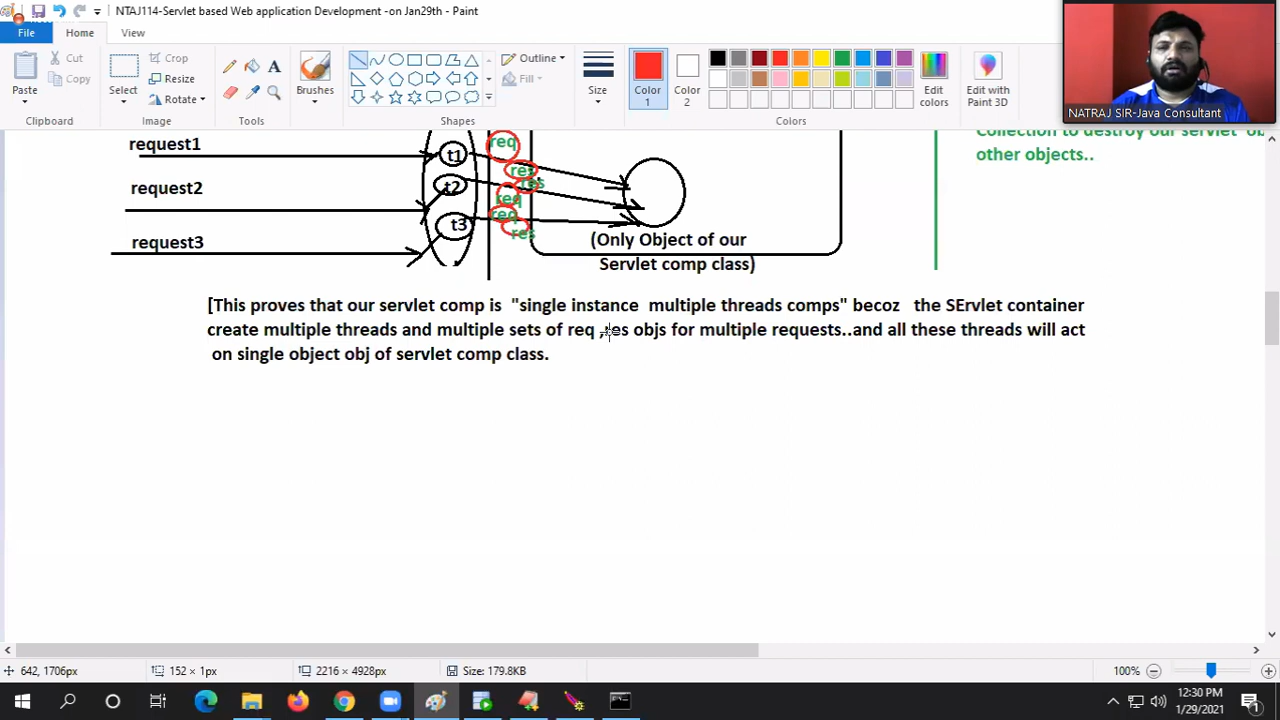 NTAJ114-Servlet based Web application Development -on Jan29th - Paint
File Home View
Paste
Cut
Copy
Clipboard
Select
Crop
Resize
Rotate
Image
Tools
Brushes
Shapes
Outline
Fill
Size
Color 1
Color 2
Edit colors
Colors
Edit with Paint 3D
NATRAJ SIR-Java Consultant
Collection to destroy our servlet
other objects..
request1
request2
request3
t1
t2
t3
req
res
res
req
req
res
(Only Object of our
Servlet comp class)
[This proves that our servlet comp is "single instance multiple threads comps" becoz the SErvlet container
create multiple threads and multiple sets of req ,res objs for multiple requests..and all these threads will act
on single object obj of servlet comp class.
642, 1706px
152 × 1px
2216 × 4928px
Size: 179.8KB
100%
12:30 PM
1/29/2021